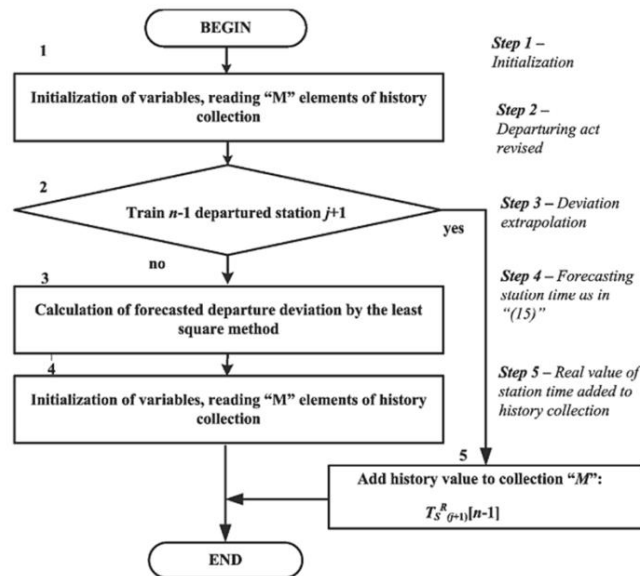 BEGIN
1
Initialization of variables, reading “M” elements of history
collection
2
Train n-1 departured station j+1
yes
no
3
Calculation of forecasted departure deviation by the least
square method
4
Initialization of variables, reading “M” elements of history
collection
5
Add history value to collection “M”:
T_S^R_(j+1)[n-1]
END
Step 1 –
Initialization
Step 2 –
Departuring act
revised
Step 3 – Deviation
extrapolation
Step 4 – Forecasting
station time as in
“(15)”
Step 5 – Real value of
station time added to
history collection